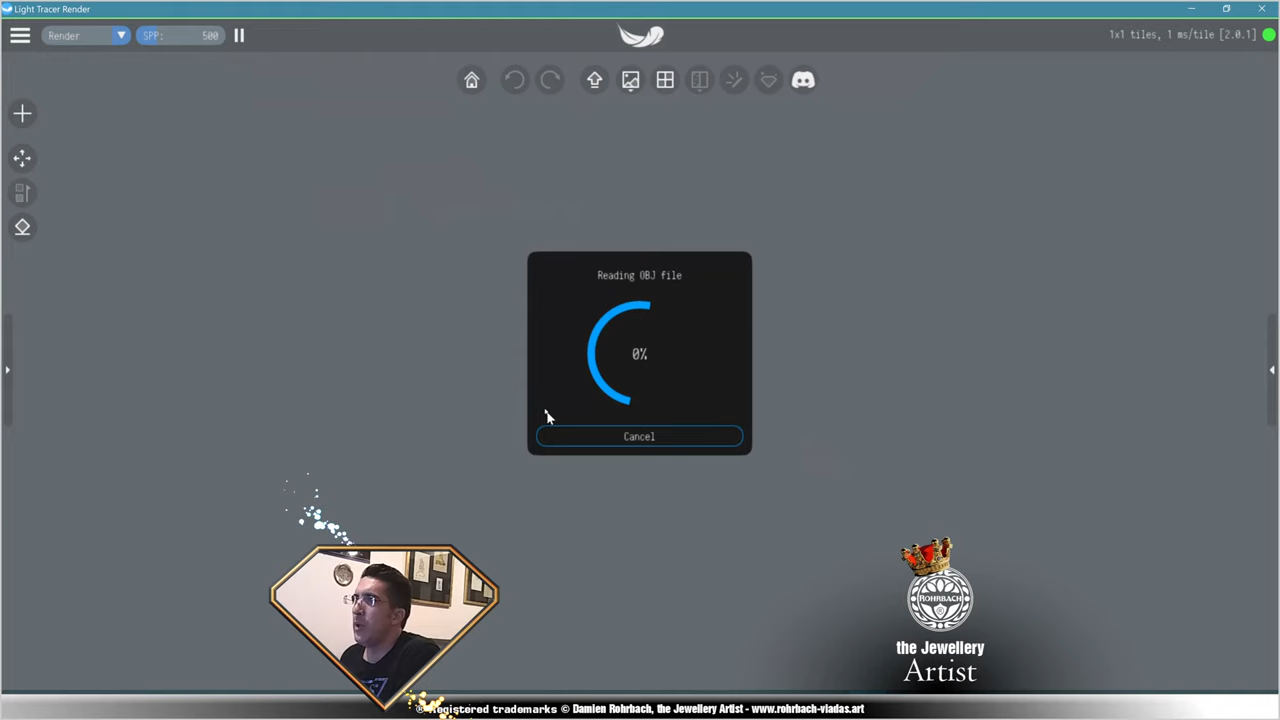 Light Tracer Render
Render
SPP: 500
1x1 tiles, 1 ms/tile [2.0.1]
Reading OBJ file
0%
Cancel
ROHRBACH
the Jewellery
Artist
® Registered trademarks © Damien Rohrbach, the Jewellery Artist - www.rohrbach-vladas.art